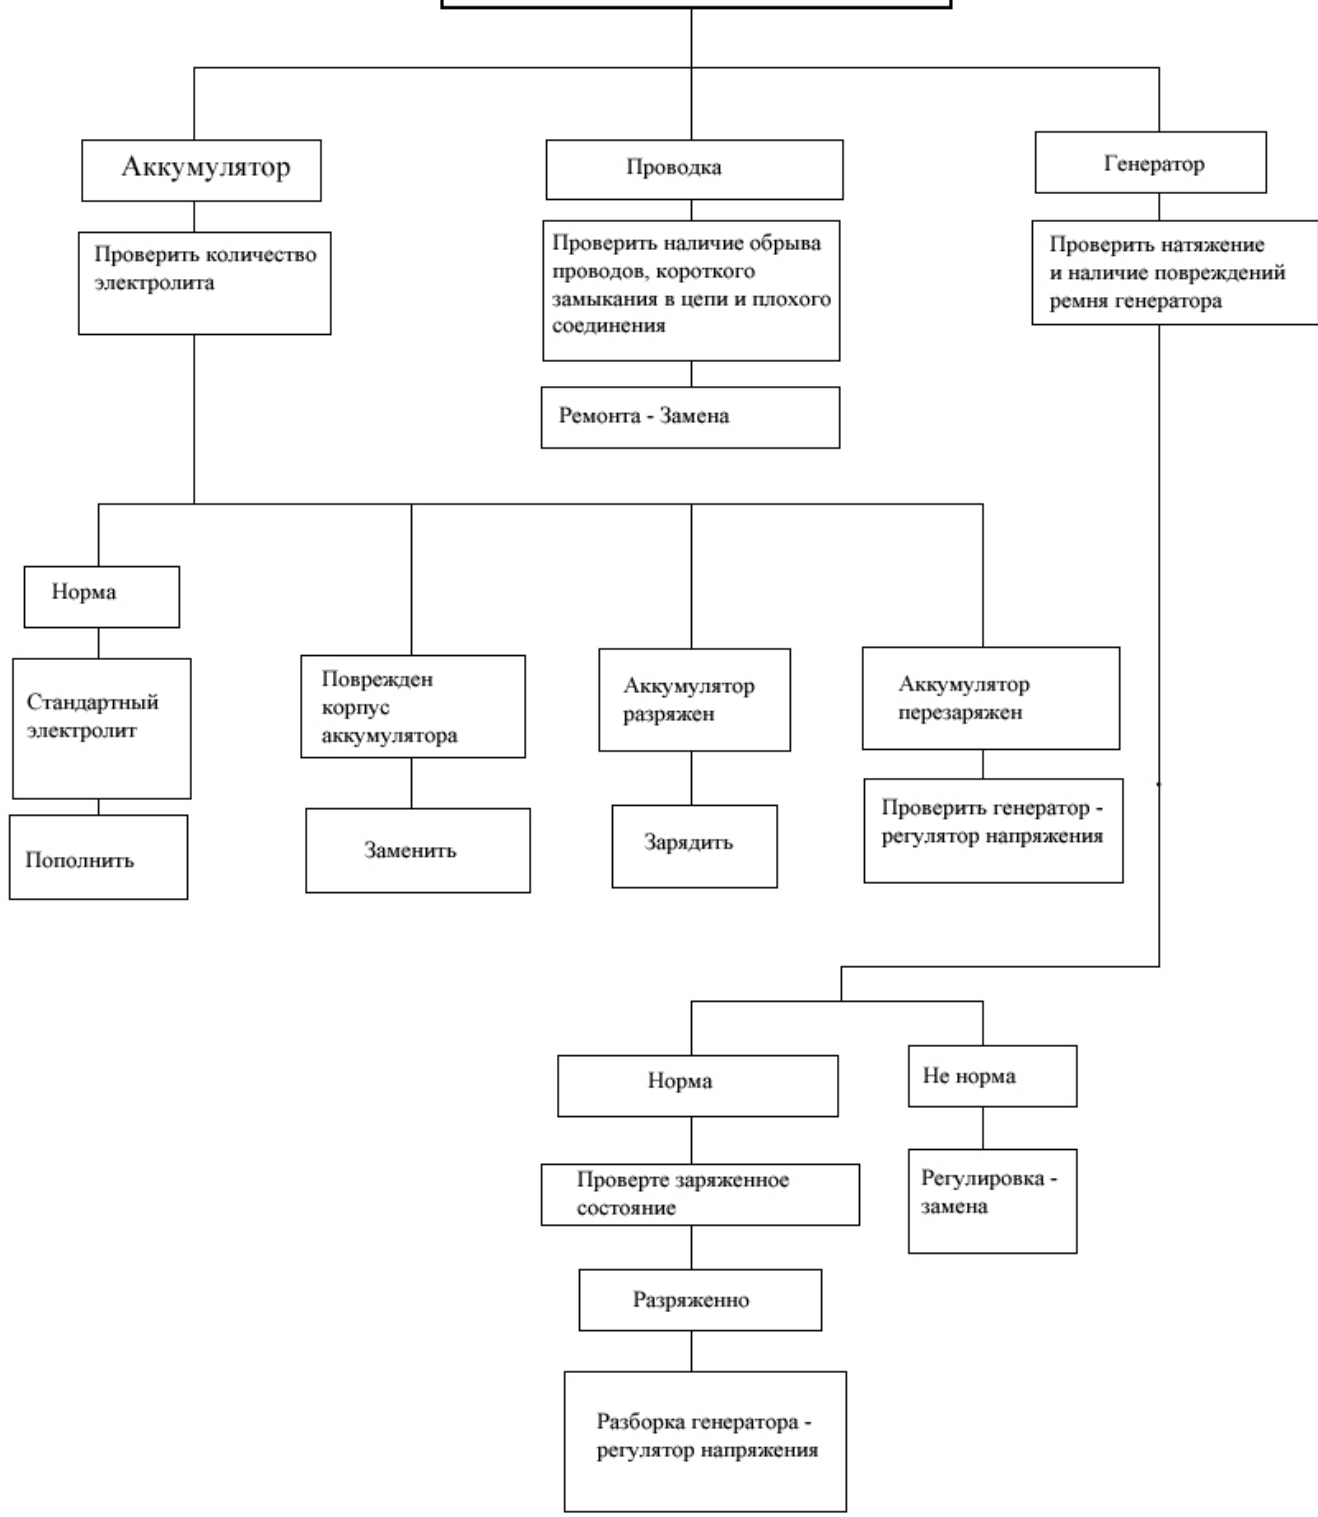 Аккумулятор
Проводка
Генератор
Проверить количество
электролита
Проверить наличие обрыва
проводов, короткого
замыкания в цепи и плохого
соединения
Проверить натяжение
и наличие повреждений
ремня генератора
Ремонта - Замена
Норма
Стандартный
электролит
Пополнить
Поврежден
корпус
аккумулятора
Заменить
Аккумулятор
разряжен
Зарядить
Аккумулятор
перезаряжен
Проверить генератор -
регулятор напряжения
Норма
Не норма
Проверте заряженное
состояние
Регулировка -
замена
Разряженно
Разборка генератора -
регулятор напряжения